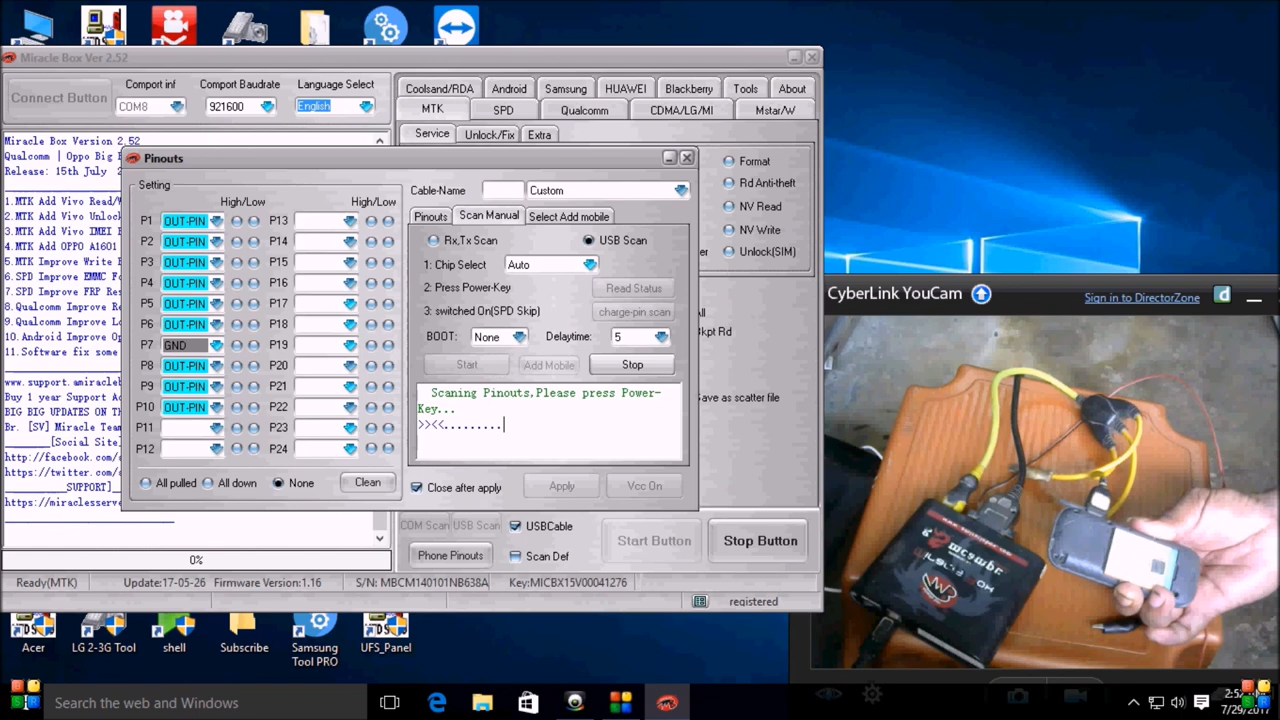 Miracle Box Ver 2.52
Connect Button
Comport inf
COM8
Comport Baudrate
921600
Language Select
English
Coolsand/RDA
Android
Samsung
HUAWEI
Blackberry
Tools
About
MTK
SPD
Qualcomm
CDMA/LG/MI
Mstar/W
Service
Unlock/Fix
Extra
Miracle Box Version 2.52
Qualcomm | Oppo Big
Release: 15th July 2
1.MTK Add Vivo Read/W
2.MTK Add Vivo Unlock
3.MTK Add Vivo IMEI
4.MTK Add OPPO A1601
5.MTK Improve Write
6.SPD Improve EMMC Fo
7.SPD Improve FRP Res
8.Qualcomm Improve Re
9.Qualcomm Improve Lo
10.Android Improve Op
11.Software fix some
www.support.amiraclebo
Buy 1 year Support Ac
BIG BIG UPDATES ON TH
Br. [SV] Miracle Team
[Social Site]
http://facebook.com/
https://twitter.com/
SUPPORT]
https://miracleserve
Pinouts
Setting
High/Low
High/Low
P1 OUT-PIN P13
P2 OUT-PIN P14
P3 OUT-PIN P15
P4 OUT-PIN P16
P5 OUT-PIN P17
P6 OUT-PIN P18
P7 GND P19
P8 OUT-PIN P20
P9 OUT-PIN P21
P10 OUT-PIN P22
P11 P23
P12 P24
All pulled All down None Clean
Cable-Name Custom
Pinouts Scan Manual Select Add mobile
Rx,Tx Scan USB Scan
1: Chip Select Auto
2: Press Power-Key Read Status
3: switched On(SPD Skip) charge-pin scan
BOOT: None Delaytime: 5
Start Add Mobile Stop
Scaning Pinouts,Please press Power-
Key...
>><<.........
Close after apply Apply Vcc On
Format
Rd Anti-theft
NV Read
NV Write
Unlock(SIM)
Save as scatter file
COM Scan USB Scan USBCable
Phone Pinouts Scan Def
Start Button Stop Button
0%
Ready(MTK) Update:17-05-26 Firmware Version:1.16 S/N: MBCM140101NB638A Key:MICBX15V00041276
registered
CyberLink YouCam
Sign in to DirectorZone
Acer
LG 2-3G Tool
shell
Subscribe
Samsung
Tool PRO
UFS_Panel
Search the web and Windows